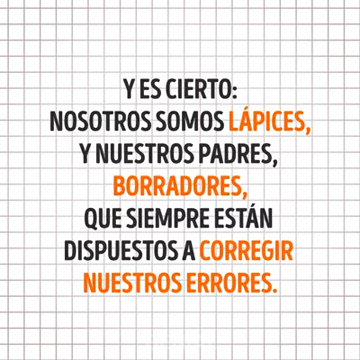 Y ES CIERTO:
NOSOTROS SOMOS LÁPICES,
Y NUESTROS PADRES,
BORRADORES,
QUE SIEMPRE ESTÁN
DISPUESTOS A CORREGIR
NUESTROS ERRORES.